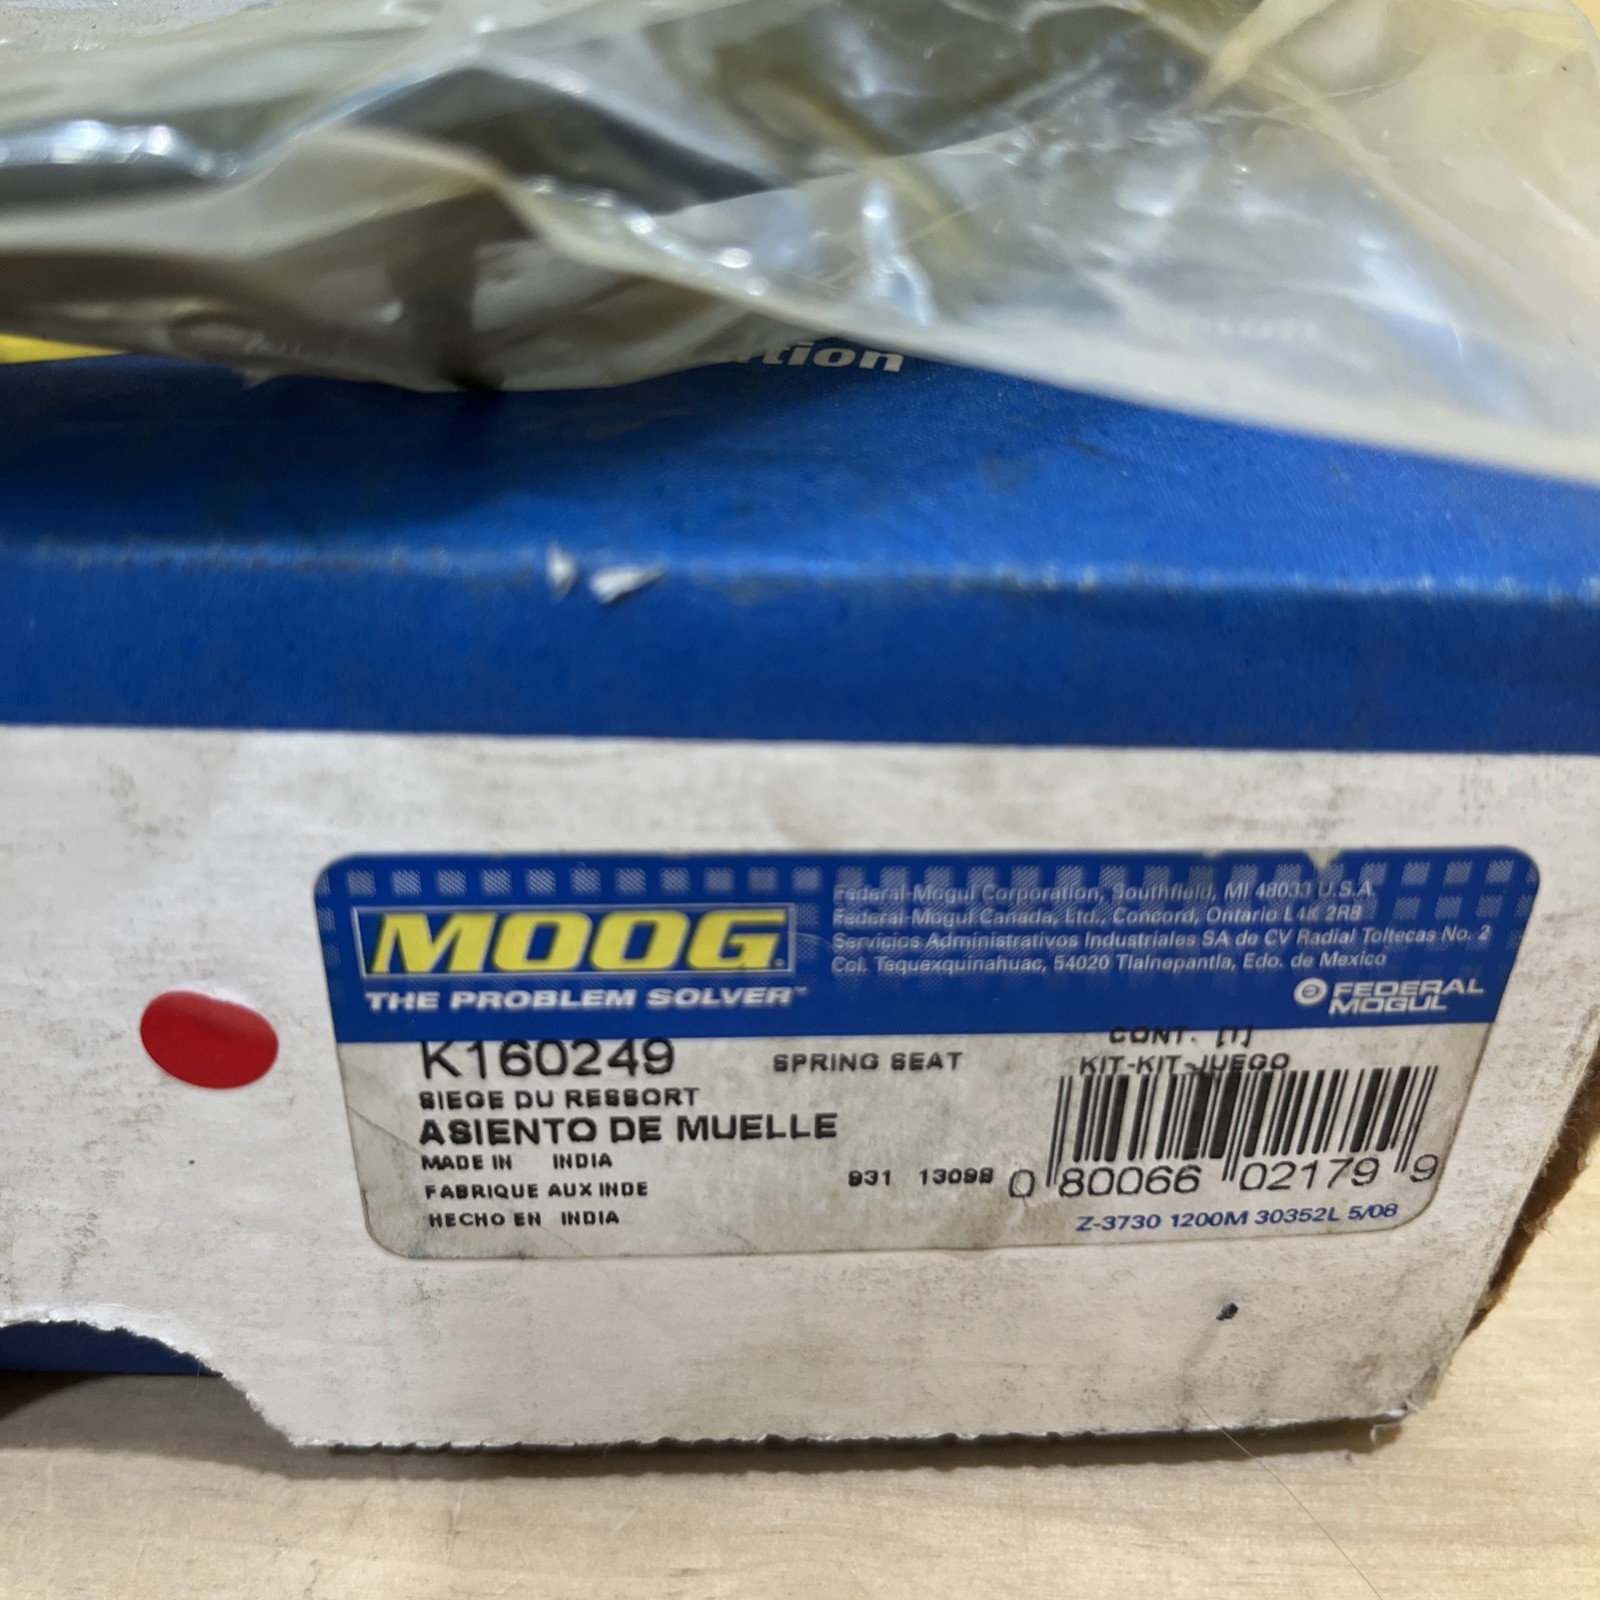 MOOG
THE PROBLEM SOLVER™
Federal-Mogul Corporation, Southfield, MI 48033 U.S.A.
Federal-Mogul Canada, Ltd., Concord, Ontario L4K 2R8
Servicios Administrativos Industriales SA de CV Radial Toltecas No. 2
Col. Tequexquinahuac, 54020 Tlalnepantla, Edo. de Mexico
FEDERAL
MOGUL
K160249 SPRING SEAT
CONT. [1]
KIT-KIT-JUEGO
SIEGE DU RESSORT
ASIENTO DE MUELLE
MADE IN INDIA
FABRIQUE AUX INDE
HECHO EN INDIA
931 13098
0 80066 02179 9
Z-3730 1200M 30352L 5/08